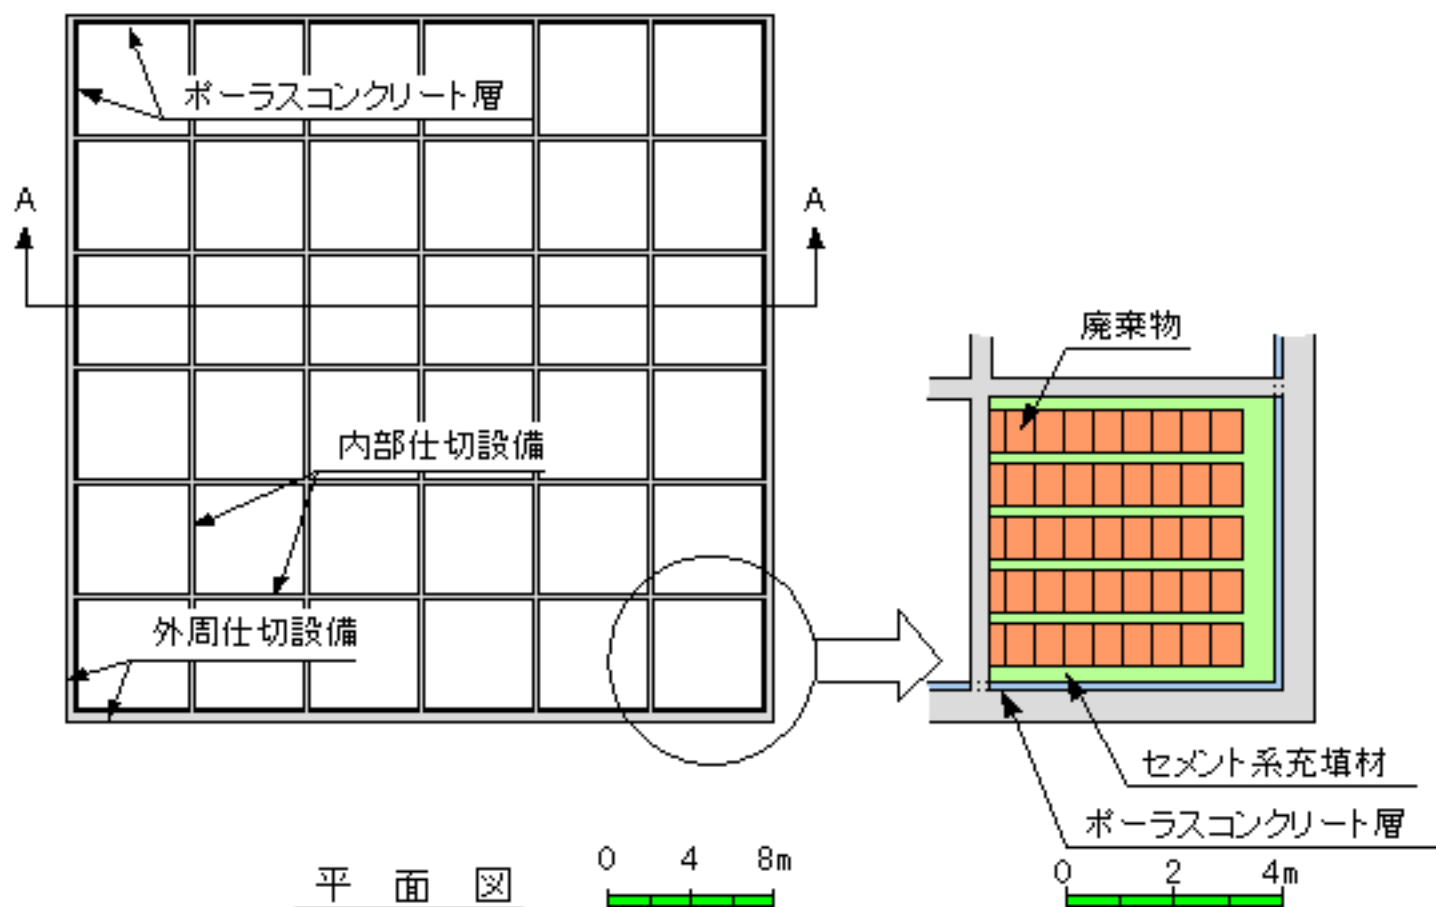 ポーラスコンクリート層
A
A
廃棄物
内部仕切設備
外周仕切設備
セメント系充填材
ポーラスコンクリート層
平面図
0 4 8m
0 2 4m